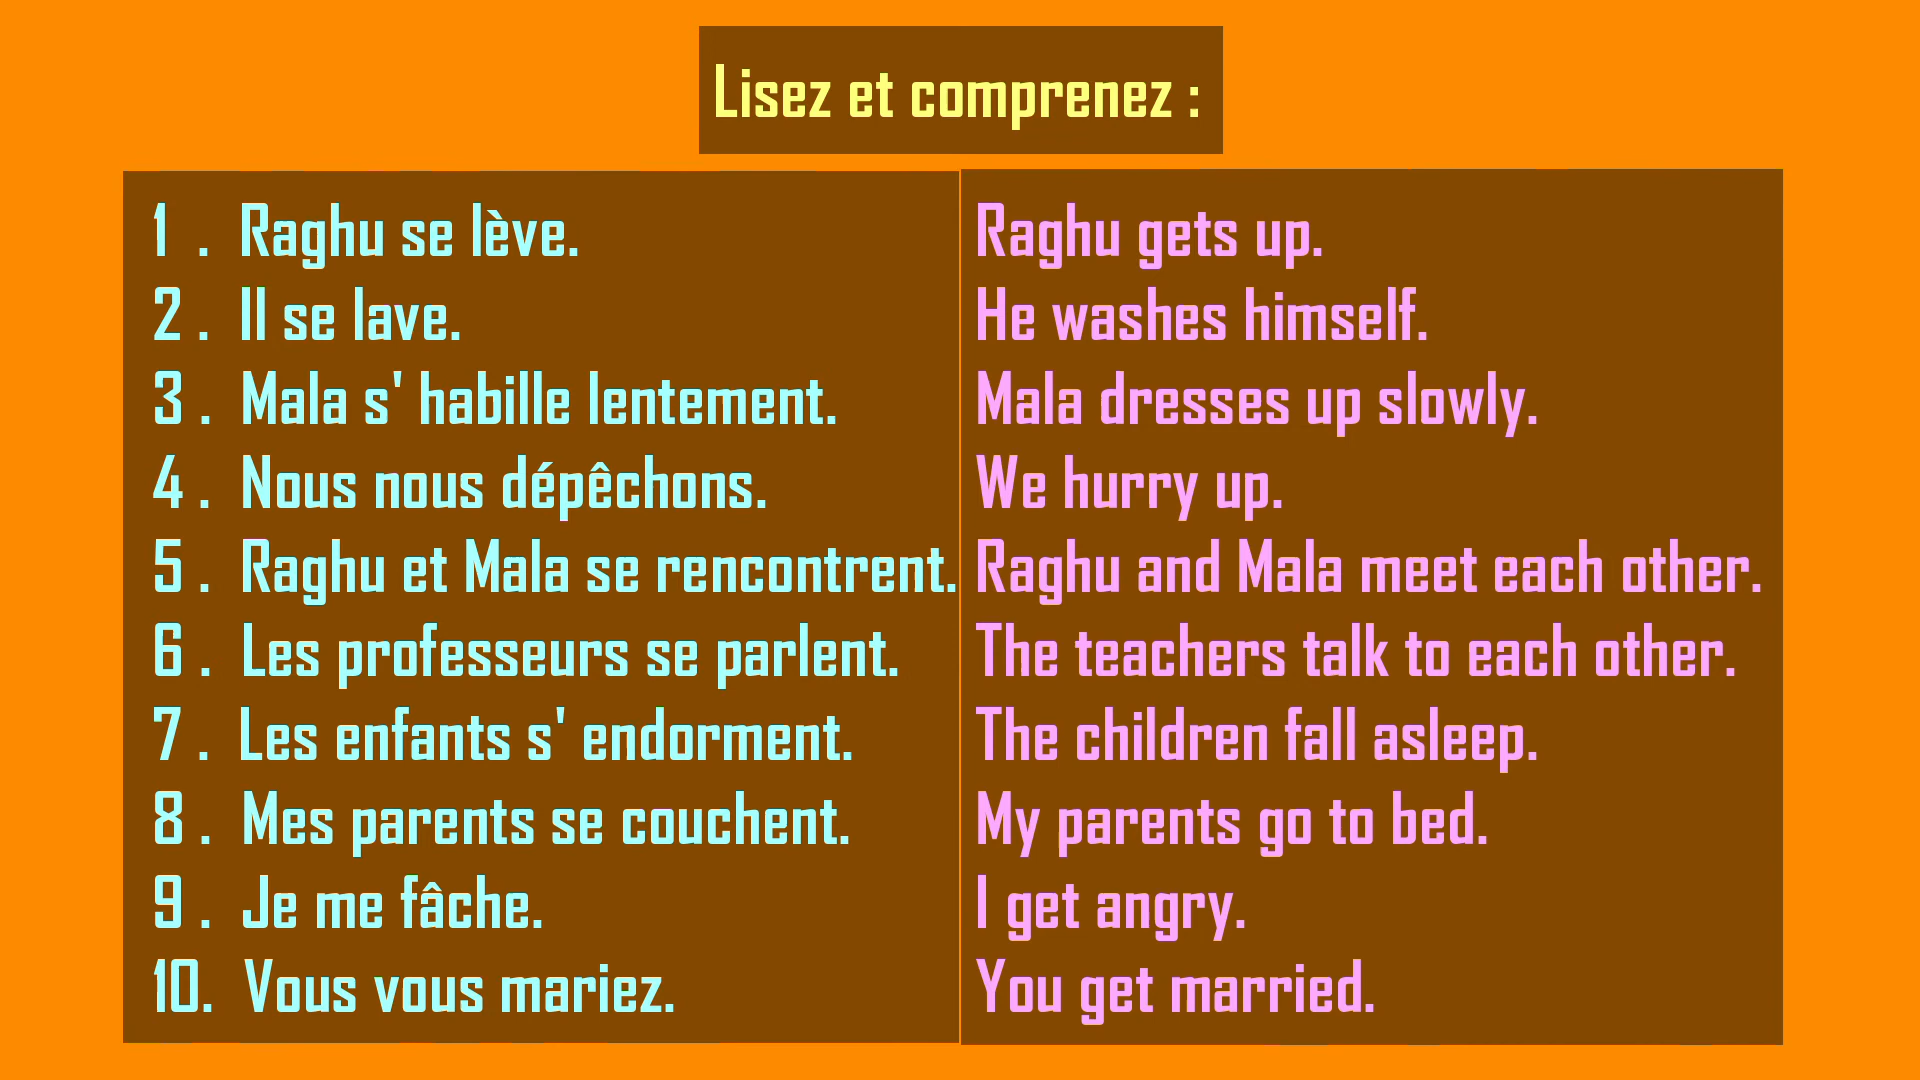 Lisez et comprenez :
1 . Raghu se lève. Raghu gets up.
2 . Il se lave. He washes himself.
3 . Mala s' habille lentement. Mala dresses up slowly.
4 . Nous nous dépêchons. We hurry up.
5 . Raghu et Mala se rencontrent. Raghu and Mala meet each other.
6 . Les professeurs se parlent. The teachers talk to each other.
7 . Les enfants s' endorment. The children fall asleep.
8 . Mes parents se couchent. My parents go to bed.
9 . Je me fâche. I get angry.
10. Vous vous mariez. You get married.